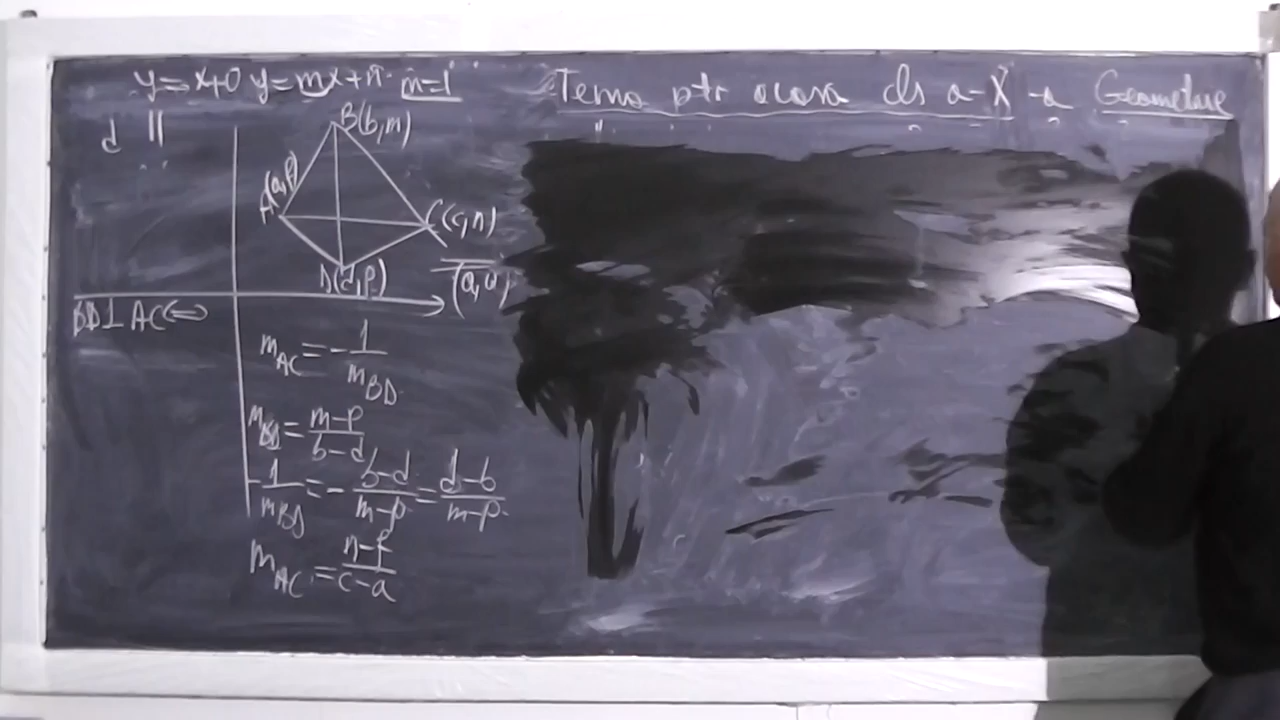 y=x+0 y=mx+n m=1
Tema ptr acasa cls a-X-a Geometrie
d ||
B(b,m)
A(a,f)
C(c,n)
D(d,p)
BD⊥AC⇔
m_AC = -1/m_BD
m_BD = m-p/b-d
-1/m_BD = -b-d/m-p = d-b/m-p
m_AC = n-f/c-a